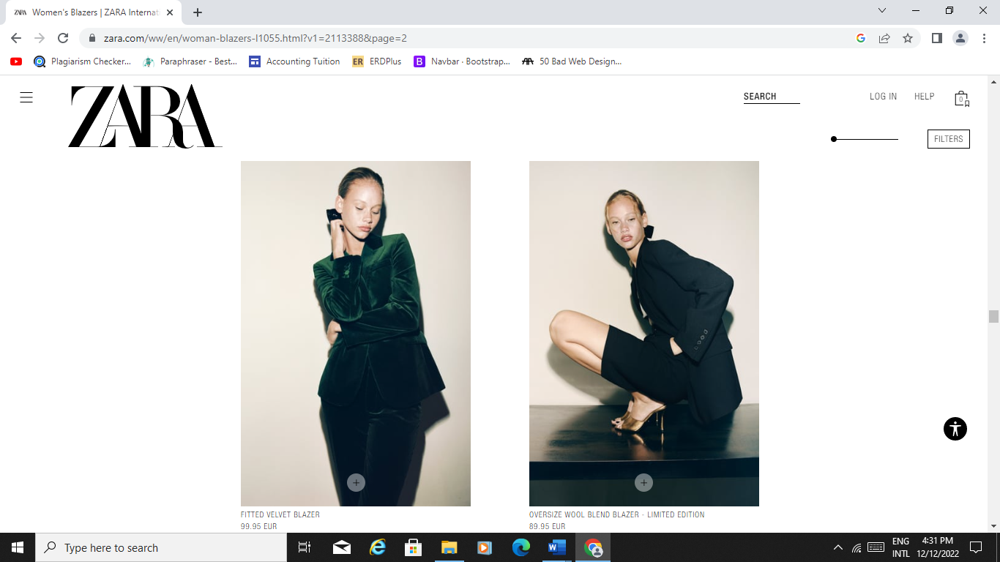 ZARA Women's Blazers | ZARA Internat
zara.com/ww/en/woman-blazers-l1055.html?v1=2113388&page=2
Plagiarism Checker... Paraphraser - Best... Accounting Tuition ER ERDPlus B Navbar · Bootstrap... 50 Bad Web Design...
ZARA
SEARCH
LOG IN
HELP
0
FILTERS
FITTED VELVET BLAZER
99.95 EUR
OVERSIZE WOOL BLEND BLAZER - LIMITED EDITION
89.95 EUR
Type here to search
ENG
INTL
4:31 PM
12/12/2022